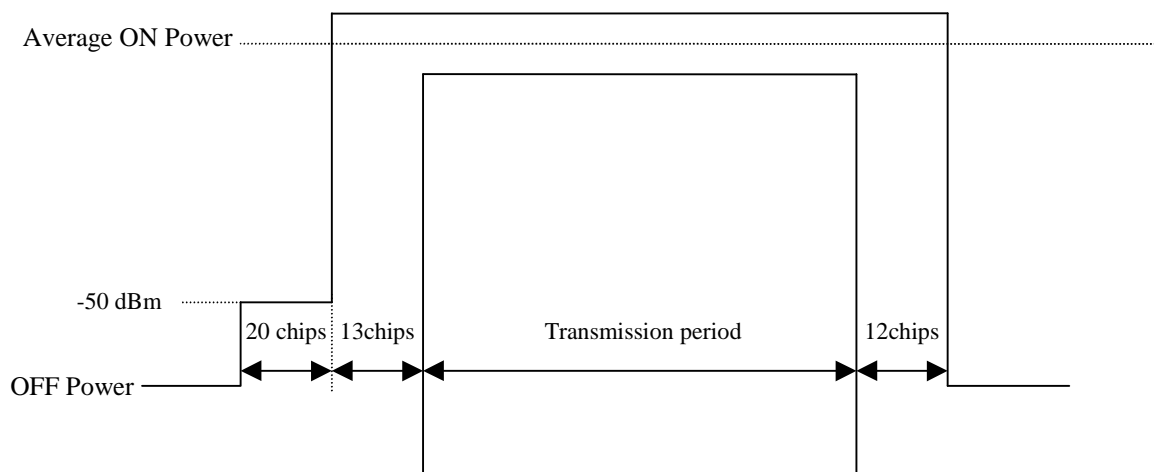 Average ON Power
-50 dBm
20 chips
13chips
Transmission period
12chips
OFF Power